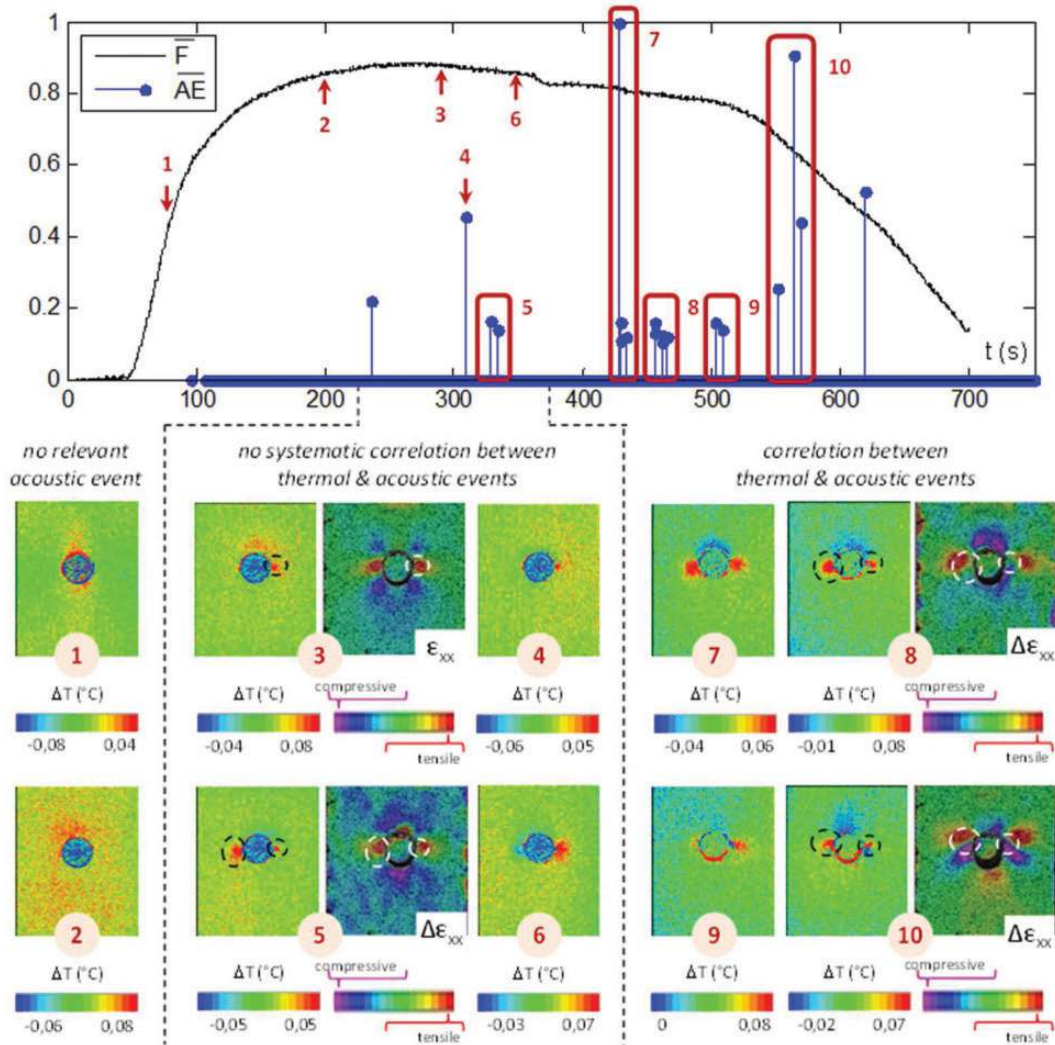 1
F
AE
0.8
0.6
0.4
0.2
0
0 100 200 300 400 500 600 700
t (s)
1
2
3
4
5
6
7
8
9
10
no relevant
acoustic event
no systematic correlation between
thermal & acoustic events
correlation between
thermal & acoustic events
1
3
εxx
4
7
8
Δεxx
ΔT (°C)
-0,08 0,04
ΔT (°C)
-0,04 0,08
compressive
tensile
ΔT (°C)
-0,06 0,05
ΔT (°C)
-0,04 0,06
ΔT (°C)
-0,01 0,08
compressive
tensile
2
5
Δεxx
6
9
10
Δεxx
ΔT (°C)
-0,06 0,08
ΔT (°C)
-0,05 0,05
compressive
tensile
ΔT (°C)
-0,03 0,07
ΔT (°C)
0 0,08
ΔT (°C)
-0,02 0,07
compressive
tensile